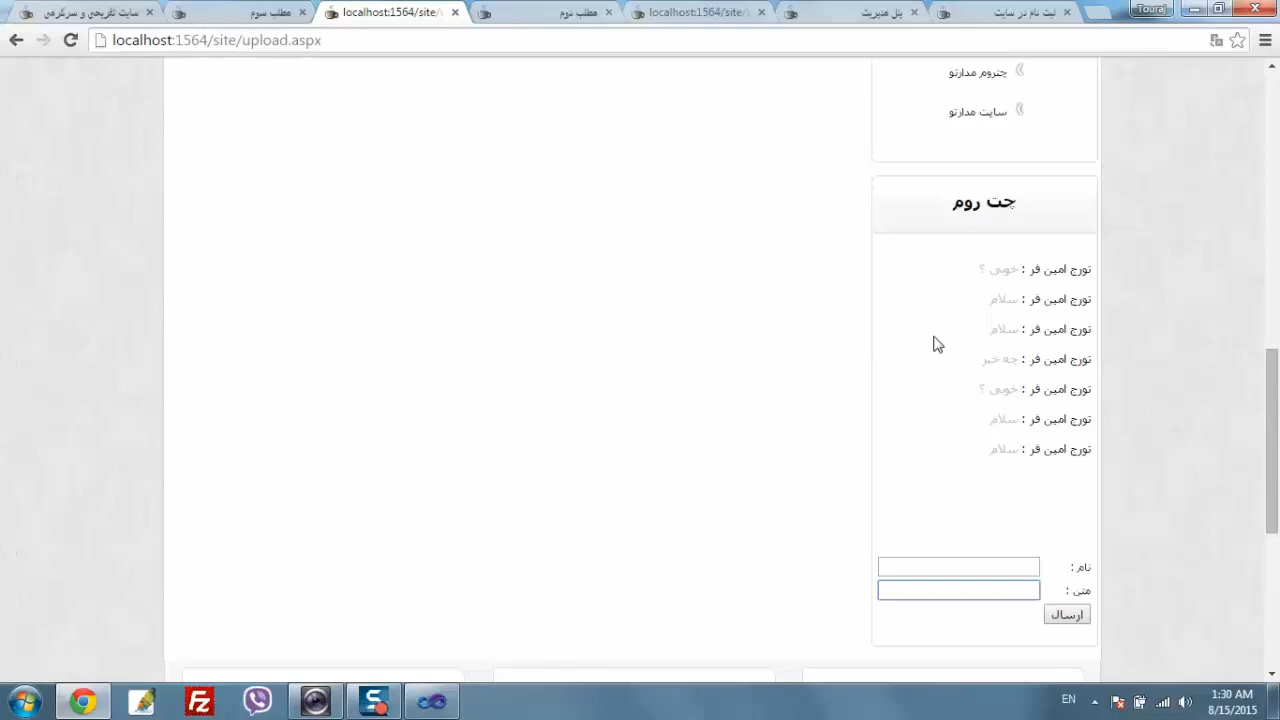 سایت تفریحی و سرگرمی
مطلب سوم
localhost:1564/site/
مطلب دوم
localhost:1564/site/
پنل مدیریت
ثبت نام در سایت
Touraj
localhost:1564/site/upload.aspx
چتروم مدارتو
سایت مدارتو
چت روم
تورج امین فر : خوبی ؟
تورج امین فر : سلام
تورج امین فر : سلام
تورج امین فر : چه خبر
تورج امین فر : خوبی ؟
تورج امین فر : سلام
تورج امین فر : سلام
نام :
متن :
ارسال
EN
1:30 AM
8/15/2015